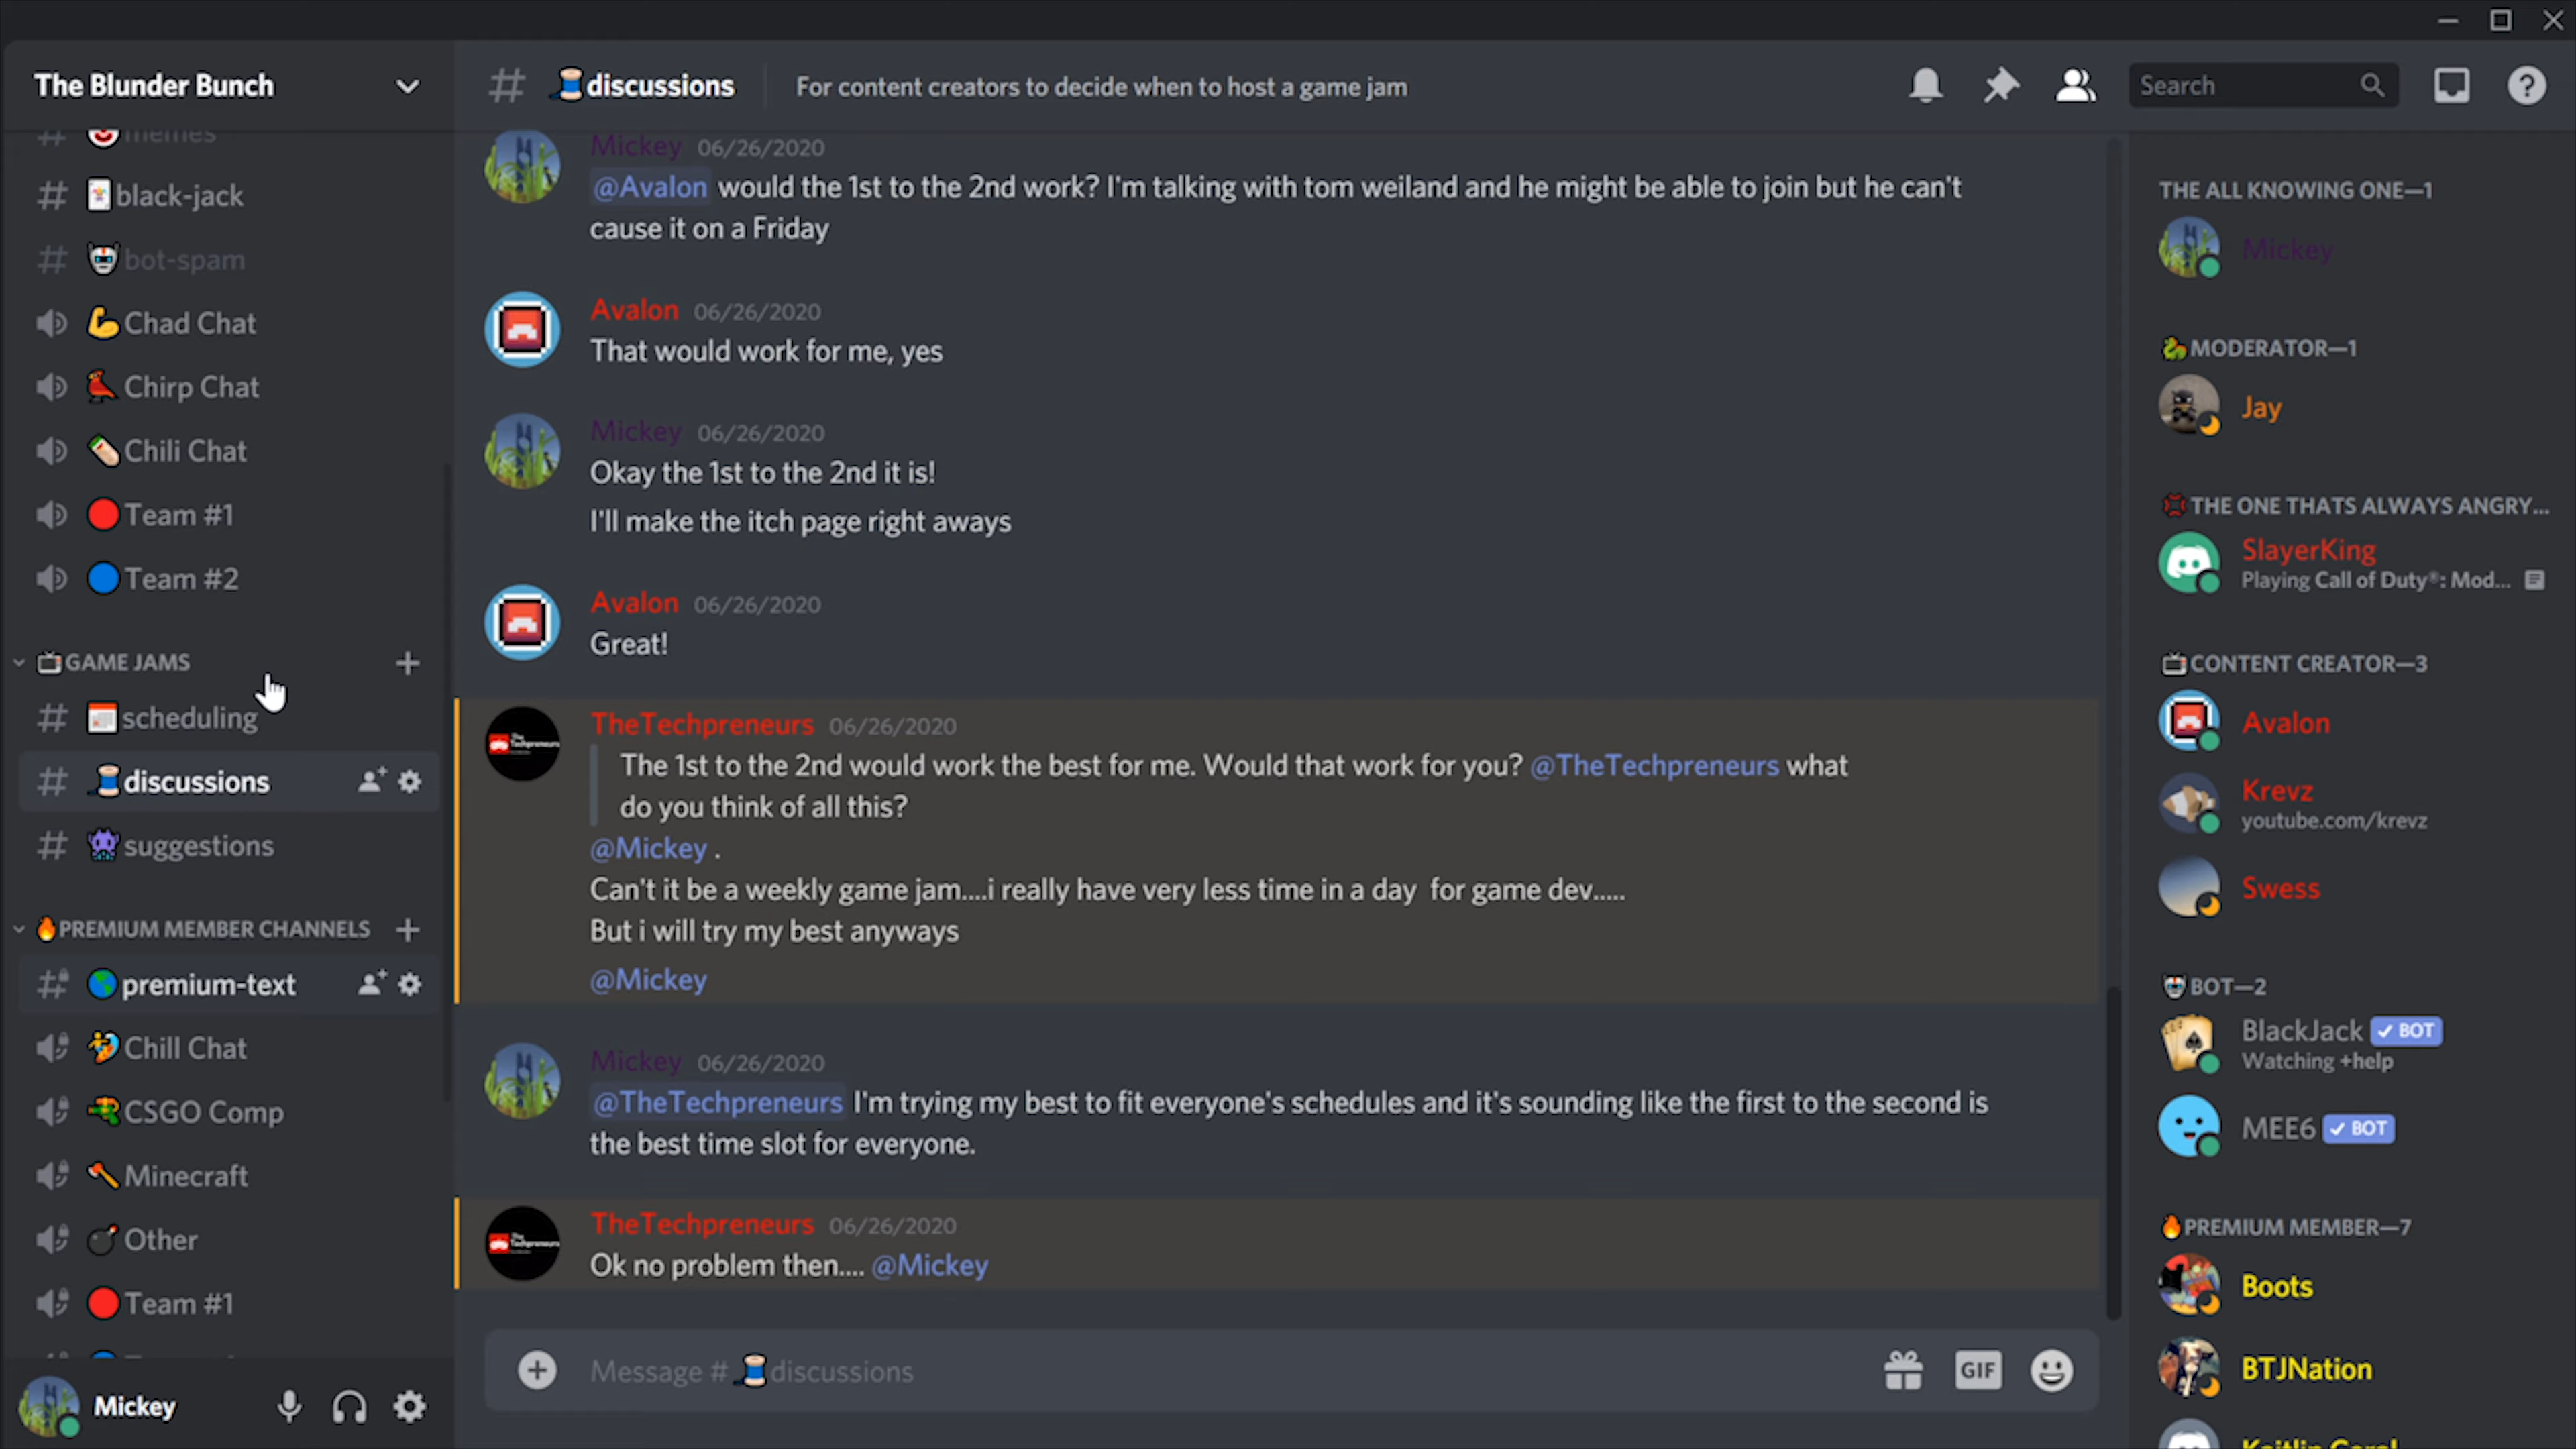 The Blunder Bunch
memes
black-jack
bot-spam
Chad Chat
Chirp Chat
Chili Chat
Team #1
Team #2
GAME JAMS
scheduling
discussions
suggestions
PREMIUM MEMBER CHANNELS
premium-text
Chill Chat
CSGO Comp
Minecraft
Other
Team #1
Mickey
discussions
For content creators to decide when to host a game jam
Search
Mickey 06/26/2020
@Avalon would the 1st to the 2nd work? I'm talking with tom weiland and he might be able to join but he can't
cause it on a Friday
Avalon 06/26/2020
That would work for me, yes
Mickey 06/26/2020
Okay the 1st to the 2nd it is!
I'll make the itch page right aways
Avalon 06/26/2020
Great!
TheTechpreneurs 06/26/2020
The 1st to the 2nd would work the best for me. Would that work for you? @TheTechpreneurs what
do you think of all this?
@Mickey .
Can't it be a weekly game jam....i really have very less time in a day for game dev.....
But i will try my best anyways
@Mickey
Mickey 06/26/2020
@TheTechpreneurs I'm trying my best to fit everyone's schedules and it's sounding like the first to the second is
the best time slot for everyone.
TheTechpreneurs 06/26/2020
Ok no problem then.... @Mickey
Message # discussions
GIF
THE ALL KNOWING ONE—1
Mickey
MODERATOR—1
Jay
THE ONE THATS ALWAYS ANGRY...
SlayerKing
Playing Call of Duty®: Mod...
CONTENT CREATOR—3
Avalon
Krevz
youtube.com/krevz
Swess
BOT—2
BlackJack BOT
Watching +help
MEE6 BOT
PREMIUM MEMBER—7
Boots
BTJNation